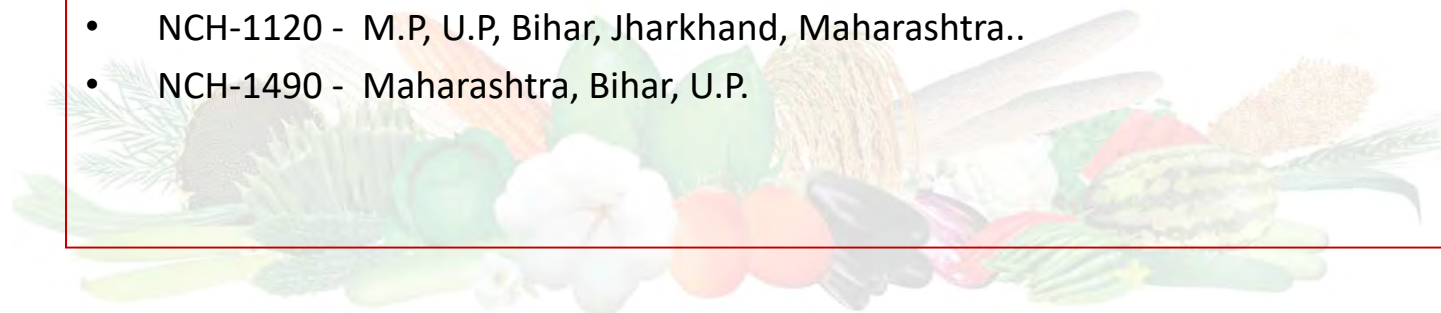 • NCH-1120 - M.P, U.P, Bihar, Jharkhand, Maharashtra..
• NCH-1490 - Maharashtra, Bihar, U.P.